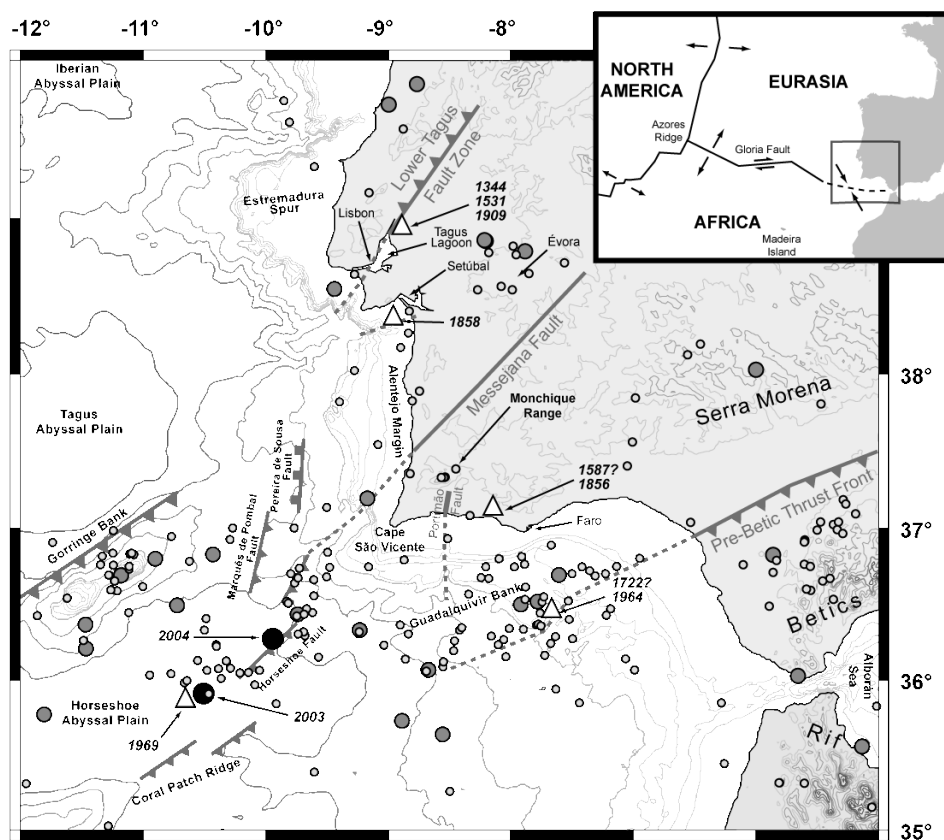 -12°
-11°
-10°
-9°
-8°
Iberian
Abyssal Plain
Estremadura
Spur
Lower Tagus
Fault Zone
1344
1531
1909
Lisbon
Tagus
Lagoon
Évora
Setúbal
1858
NORTH
AMERICA
EURASIA
Azores
Ridge
Gloria Fault
AFRICA
Madeira
Island
38°
Tagus
Abyssal Plain
Alentejo Margin
Messejana Fault
Monchique
Range
Serra Morena
Pereira de Sousa
Fault
Marquês de Pombal
Fault
Gorringe Bank
1587?
1856
Portimão
Fault
Faro
Cape
São Vicente
Pre-Betic Thrust Front
37°
Guadalquivir Bank
1722?
1964
Betics
2004
Horseshoe Fault
Alborán
Sea
36°
Horseshoe
Abyssal Plain
1969
2003
Coral Patch Ridge
Rif
35°